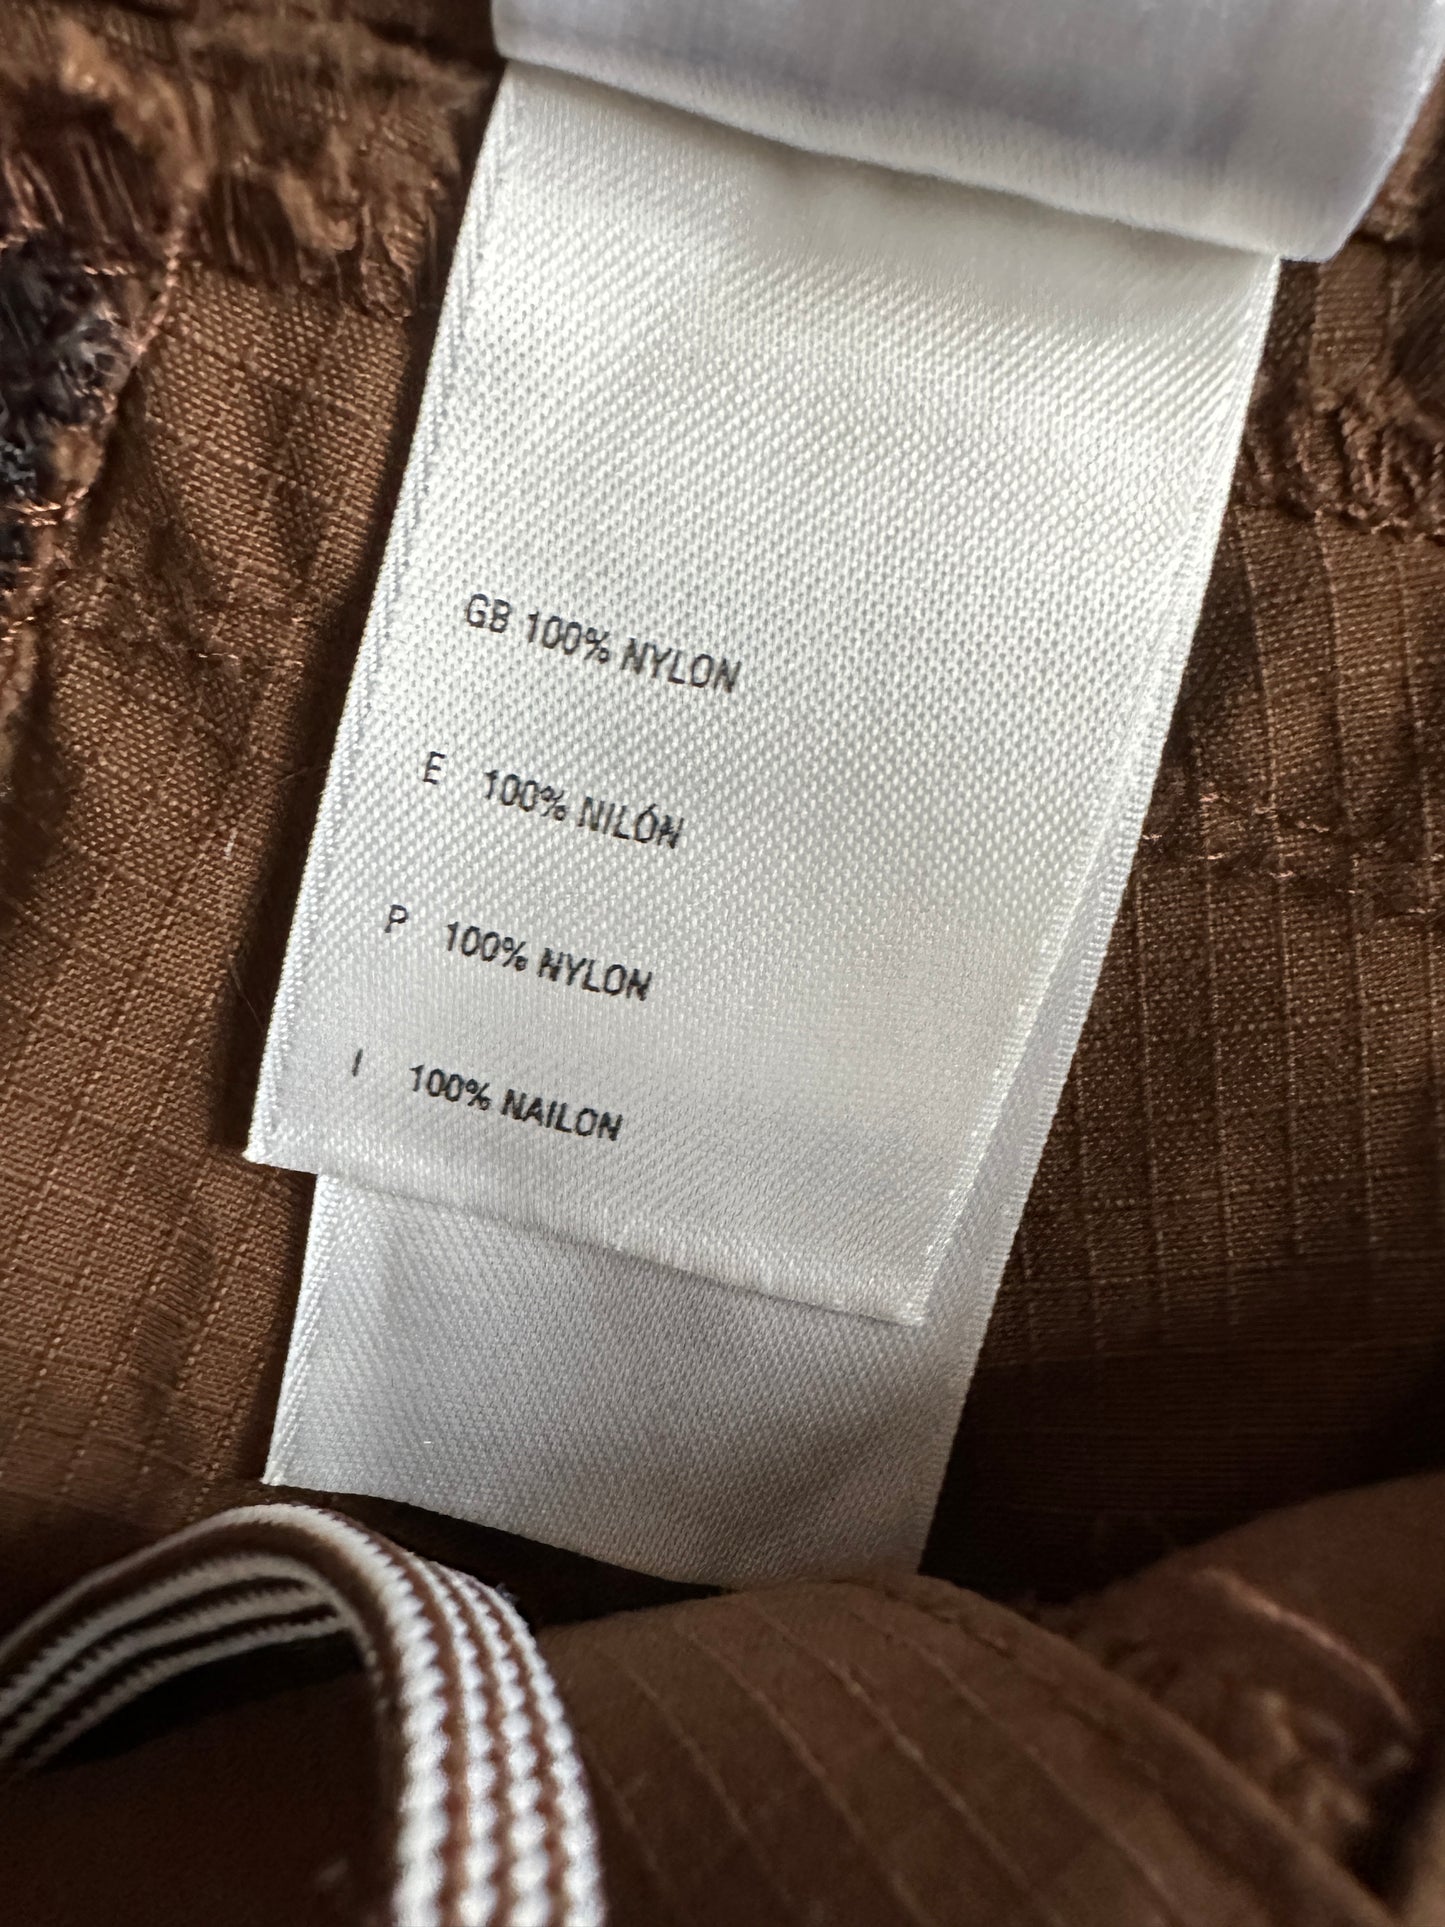 GB 100% NYLON
E 100% NILÓN
P 100% NYLON
I 100% NAILON